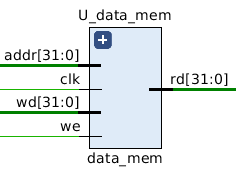 U_data_mem
addr[31:0]
clk
rd[31:0]
wd[31:0]
we
data_mem